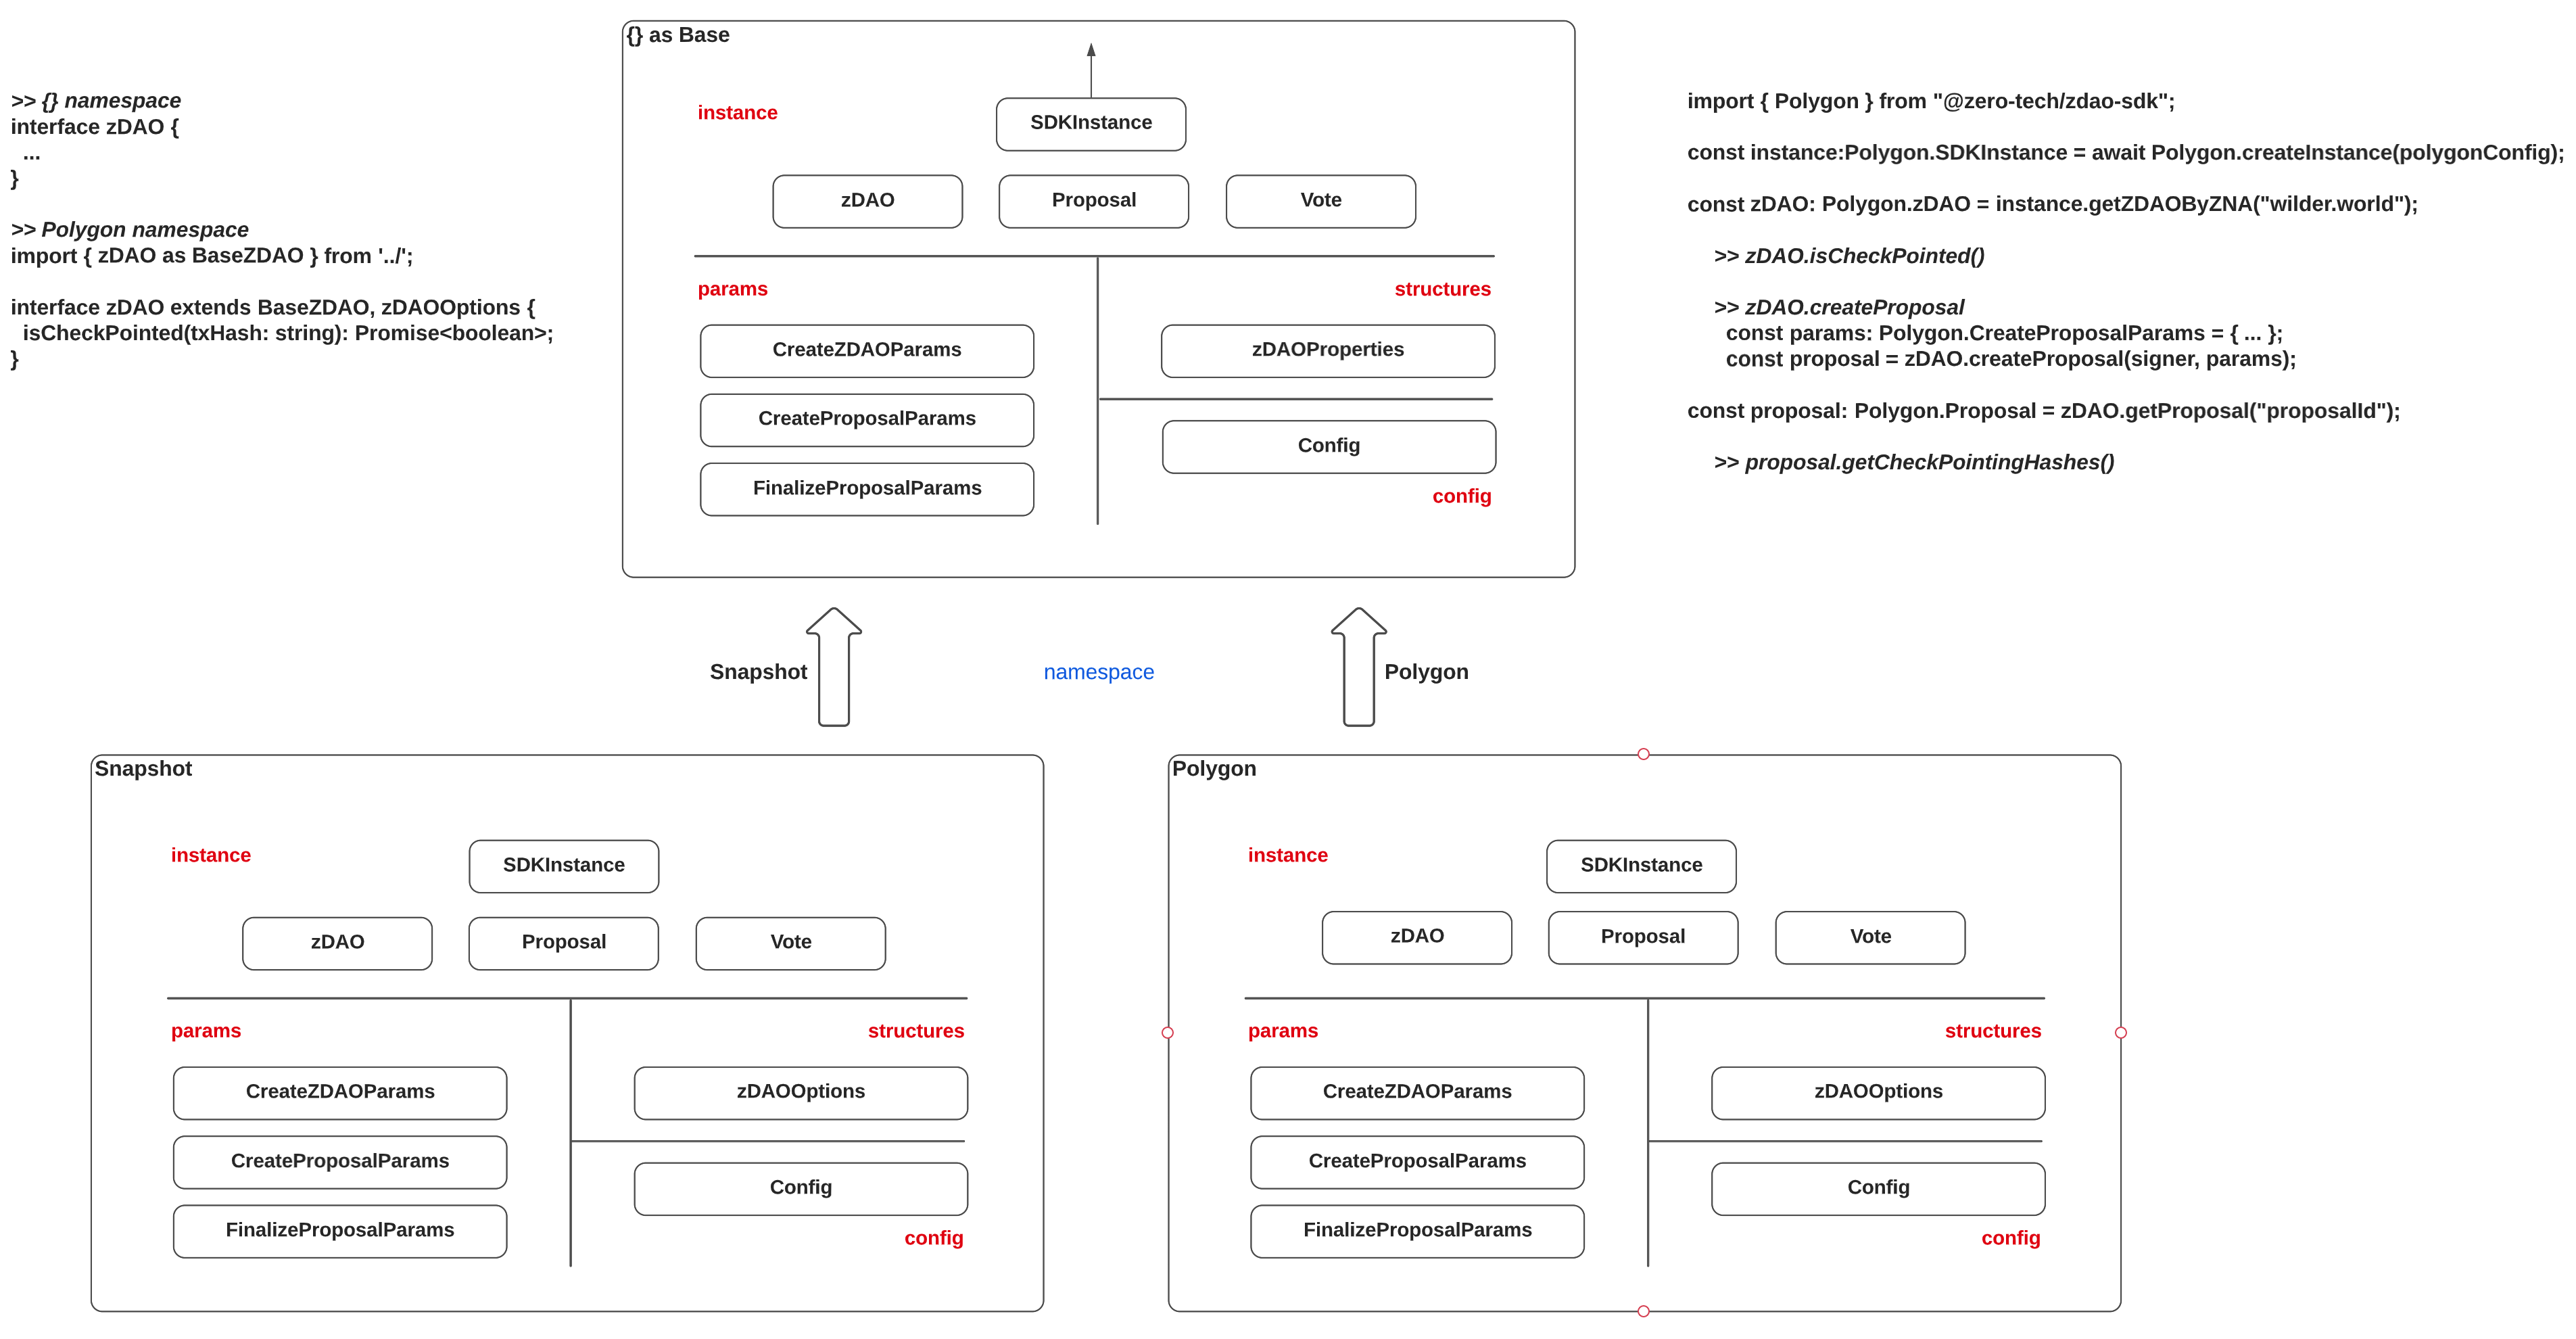 >> {} namespace
interface zDAO {
...
}
>> Polygon namespace
import { zDAO as BaseZDAO } from '../';
interface zDAO extends BaseZDAO, zDAOOptions {
isCheckPointed(txHash: string): Promise<boolean>;
}
{} as Base
instance
SDKInstance
zDAO
Proposal
Vote
params
structures
CreateZDAOParams
zDAOProperties
CreateProposalParams
Config
FinalizeProposalParams
config
import { Polygon } from "@zero-tech/zdao-sdk";
const instance:Polygon.SDKInstance = await Polygon.createInstance(polygonConfig);
const zDAO: Polygon.zDAO = instance.getZDAOByZNA("wilder.world");
>> zDAO.isCheckPointed()
>> zDAO.createProposal
const params: Polygon.CreateProposalParams = { ... };
const proposal = zDAO.createProposal(signer, params);
const proposal: Polygon.Proposal = zDAO.getProposal("proposalId");
>> proposal.getCheckPointingHashes()
Snapshot
namespace
Polygon
Snapshot
instance
SDKInstance
zDAO
Proposal
Vote
params
structures
CreateZDAOParams
zDAOOptions
CreateProposalParams
Config
FinalizeProposalParams
config
Polygon
instance
SDKInstance
zDAO
Proposal
Vote
params
structures
CreateZDAOParams
zDAOOptions
CreateProposalParams
Config
FinalizeProposalParams
config